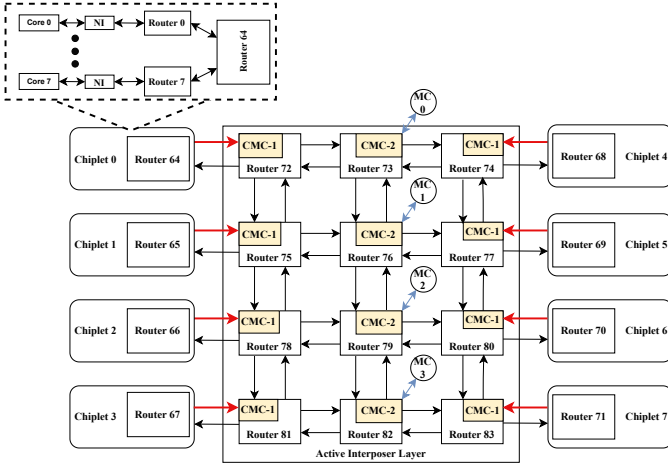 Core 0
NI
Router 0
Router 64
Core 7
NI
Router 7
MC
0
Chiplet 0
Router 64
CMC-1
Router 72
CMC-2
Router 73
CMC-1
Router 74
Router 68
Chiplet 4
MC
1
Chiplet 1
Router 65
CMC-1
Router 75
CMC-2
Router 76
CMC-1
Router 77
Router 69
Chiplet 5
MC
2
Chiplet 2
Router 66
CMC-1
Router 78
CMC-2
Router 79
CMC-1
Router 80
Router 70
Chiplet 6
MC
3
Chiplet 3
Router 67
CMC-1
Router 81
CMC-2
Router 82
CMC-1
Router 83
Router 71
Chiplet 7
Active Interposer Layer